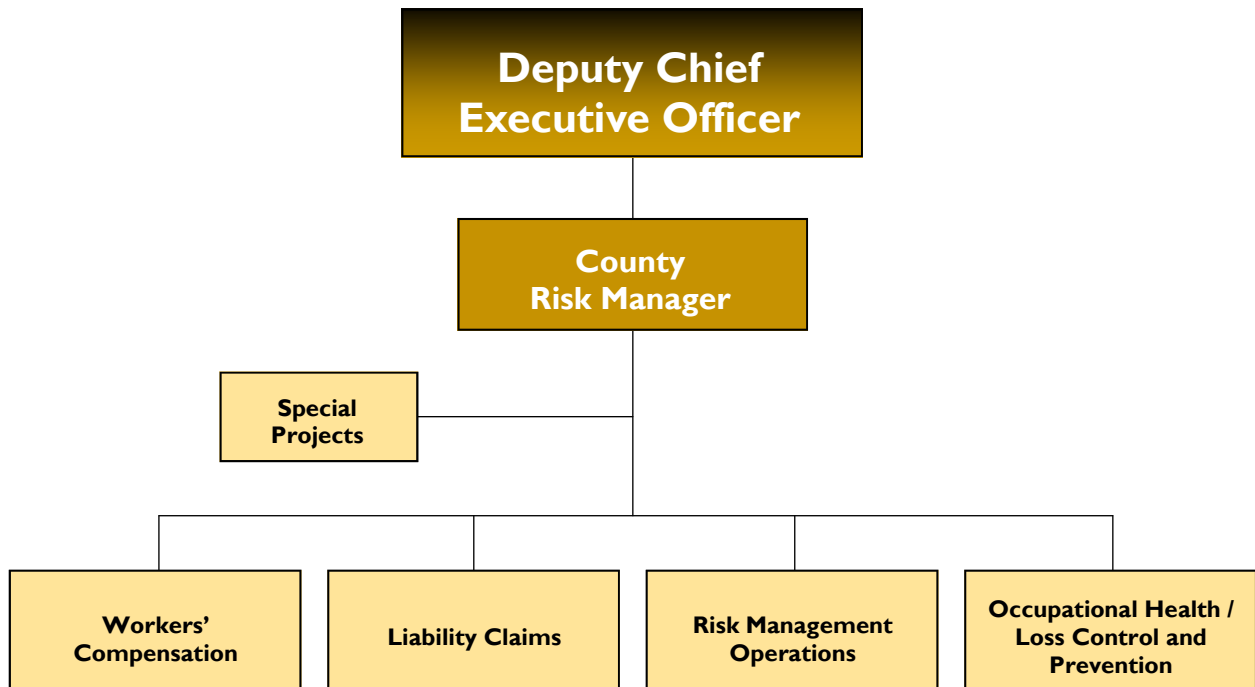 Deputy Chief
Executive Officer
County
Risk Manager
Special
Projects
Workers’
Compensation
Liability Claims
Risk Management
Operations
Occupational Health /
Loss Control and
Prevention